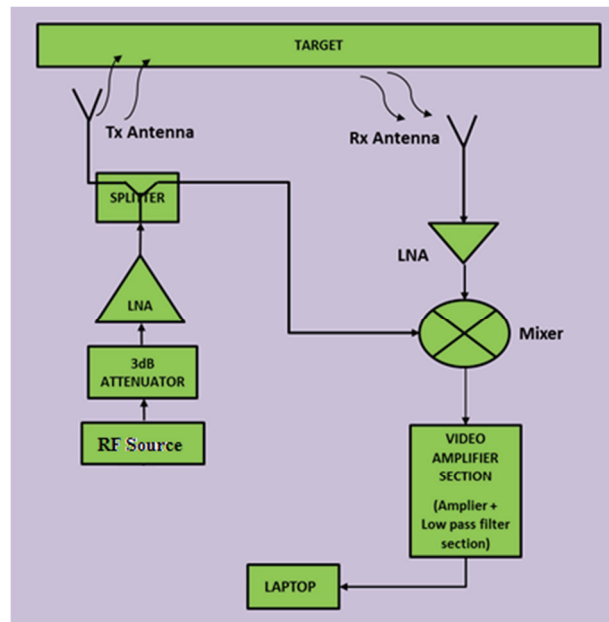 TARGET
Tx Antenna
Rx Antenna
SPLITTER
LNA
LNA
Mixer
3dB
ATTENUATOR
RF Source
VIDEO
AMPLIFIER
SECTION
(Amplier +
Low pass filter
section)
LAPTOP